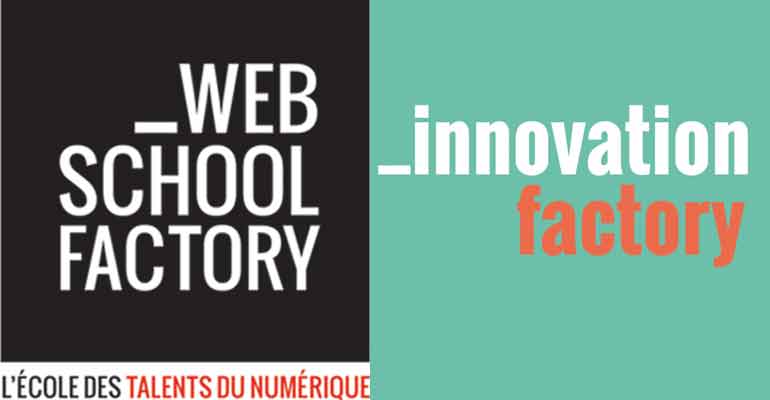 _WEB
SCHOOL
FACTORY
L'ÉCOLE DES TALENTS DU NUMÉRIQUE
_innovation
factory